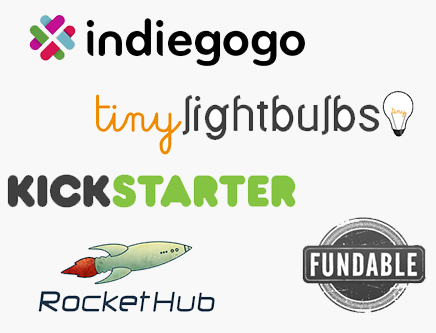 indiegogo
tinylightbulbs
tiny
KICKSTARTER
RocketHub
FUNDABLE